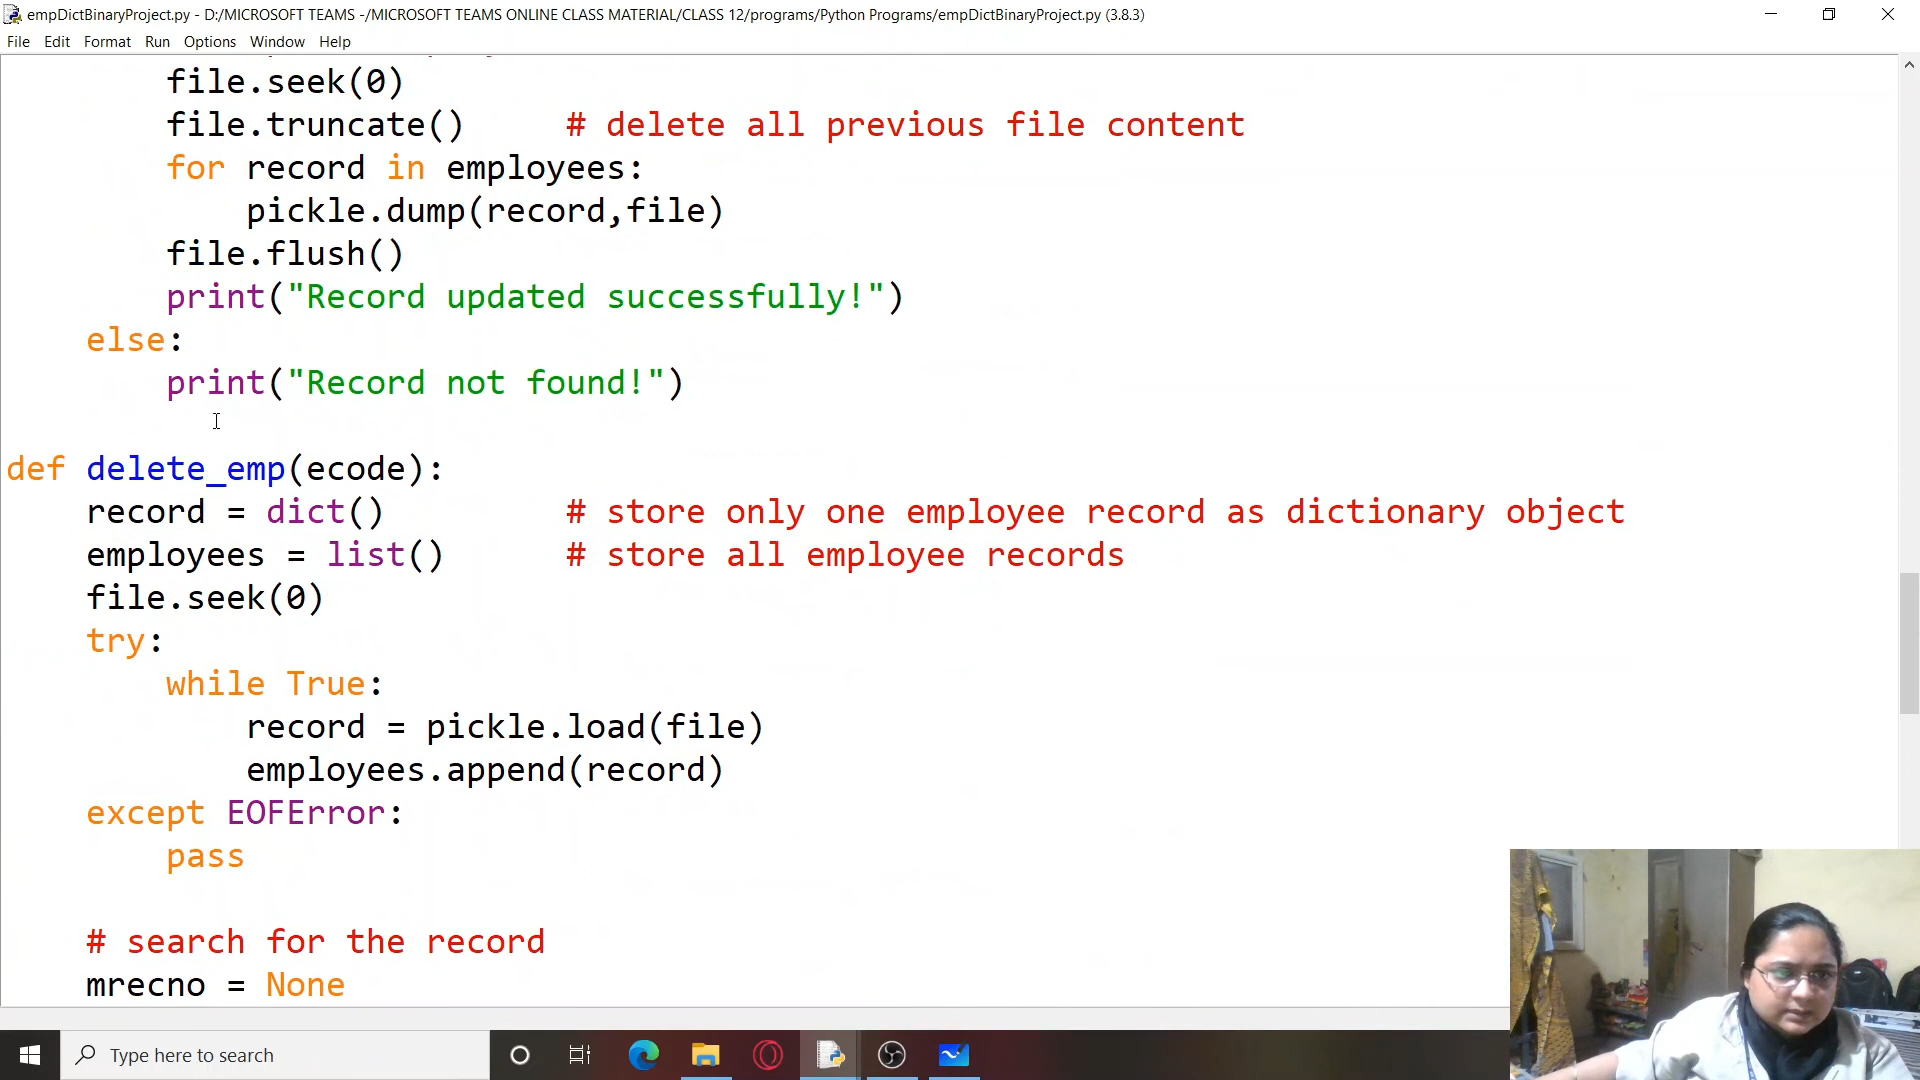 empDictBinaryProject.py - D:/MICROSOFT TEAMS -/MICROSOFT TEAMS ONLINE CLASS MATERIAL/CLASS 12/programs/Python Programs/empDictBinaryProject.py (3.8.3)
File Edit Format Run Options Window Help
file.seek(0)
file.truncate() # delete all previous file content
for record in employees:
pickle.dump(record,file)
file.flush()
print("Record updated successfully!")
else:
print("Record not found!")
def delete_emp(ecode):
record = dict() # store only one employee record as dictionary object
employees = list() # store all employee records
file.seek(0)
try:
while True:
record = pickle.load(file)
employees.append(record)
except EOFError:
pass
# search for the record
mrecno = None
Type here to search